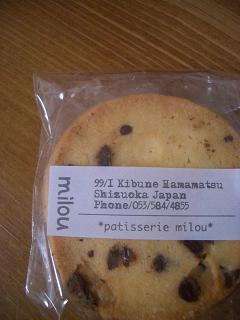 milou
99/1 Kibune Hamamatsu
Shizuoka Japan
Phone/053/584/4855
*patisserie milou*